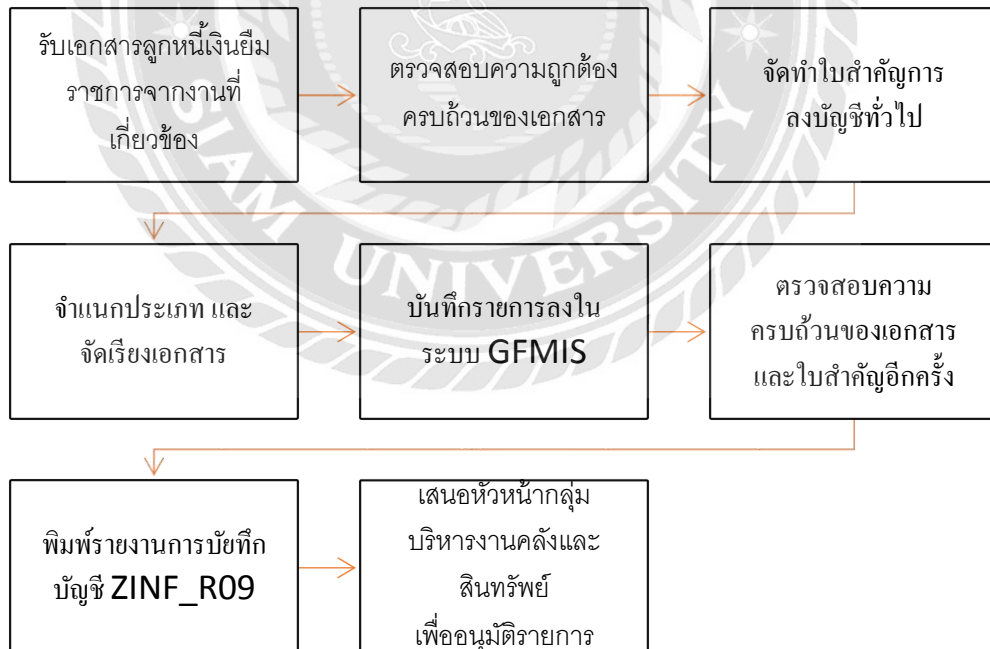 รับเอกสารลูกหนี้เงินยืม
ราชการจากงานที่
เกี่ยวข้อง
ตรวจสอบความถูกต้อง
ครบถ้วนของเอกสาร
จัดทำใบสำคัญการ
ลงบัญชีทั่วไป
จำแนกประเภท และ
จัดเรียงเอกสาร
บันทึกรายการลงใน
ระบบ GFMIS
ตรวจสอบความ
ครบถ้วนของเอกสาร
และใบสำคัญอีกครั้ง
พิมพ์รายงานการบัยทึก
บัญชี ZINF_R09
เสนอหัวหน้ากลุ่ม
บริหารงานคลังและ
สินทรัพย์
เพื่ออนุมัติรายการ
SIAM UNIVERSITY